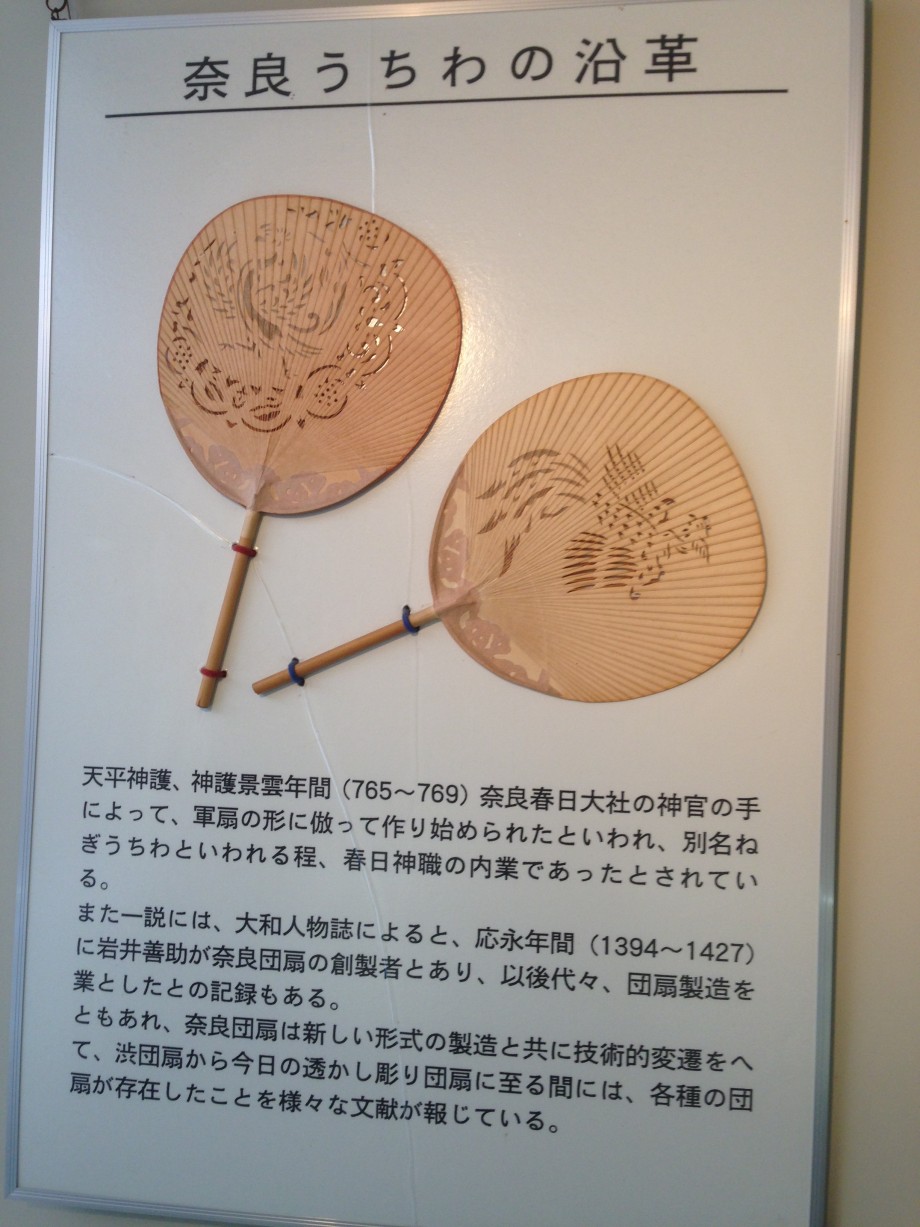 奈良うちわの沿革
天平神護、神護景雲年間（765～769）奈良春日大社の神官の手
によって、軍扇の形に倣って作り始められたといわれ、別名ね
ぎうちわといわれる程、春日神職の内業であったとされてい
る。
また一説には、大和人物誌によると、応永年間（1394～1427）
に岩井善助が奈良団扇の創製者とあり、以後代々、団扇製造を
業としたとの記録もある。
ともあれ、奈良団扇は新しい形式の製造と共に技術的変遷をへ
て、渋団扇から今日の透かし彫り団扇に至る間には、各種の団
扇が存在したことを様々な文献が報じている。